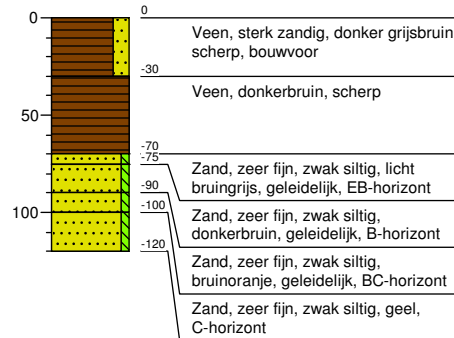 0
0
Veen, sterk zandig, donker grijsbruin,
scherp, bouwvoor
-30
Veen, donkerbruin, scherp
50
-70
-75
Zand, zeer fijn, zwak siltig, licht
bruingrijs, geleidelijk, EB-horizont
-90
100
-100
Zand, zeer fijn, zwak siltig,
donkerbruin, geleidelijk, B-horizont
-120
Zand, zeer fijn, zwak siltig,
bruinoranje, geleidelijk, BC-horizont
Zand, zeer fijn, zwak siltig, geel,
C-horizont